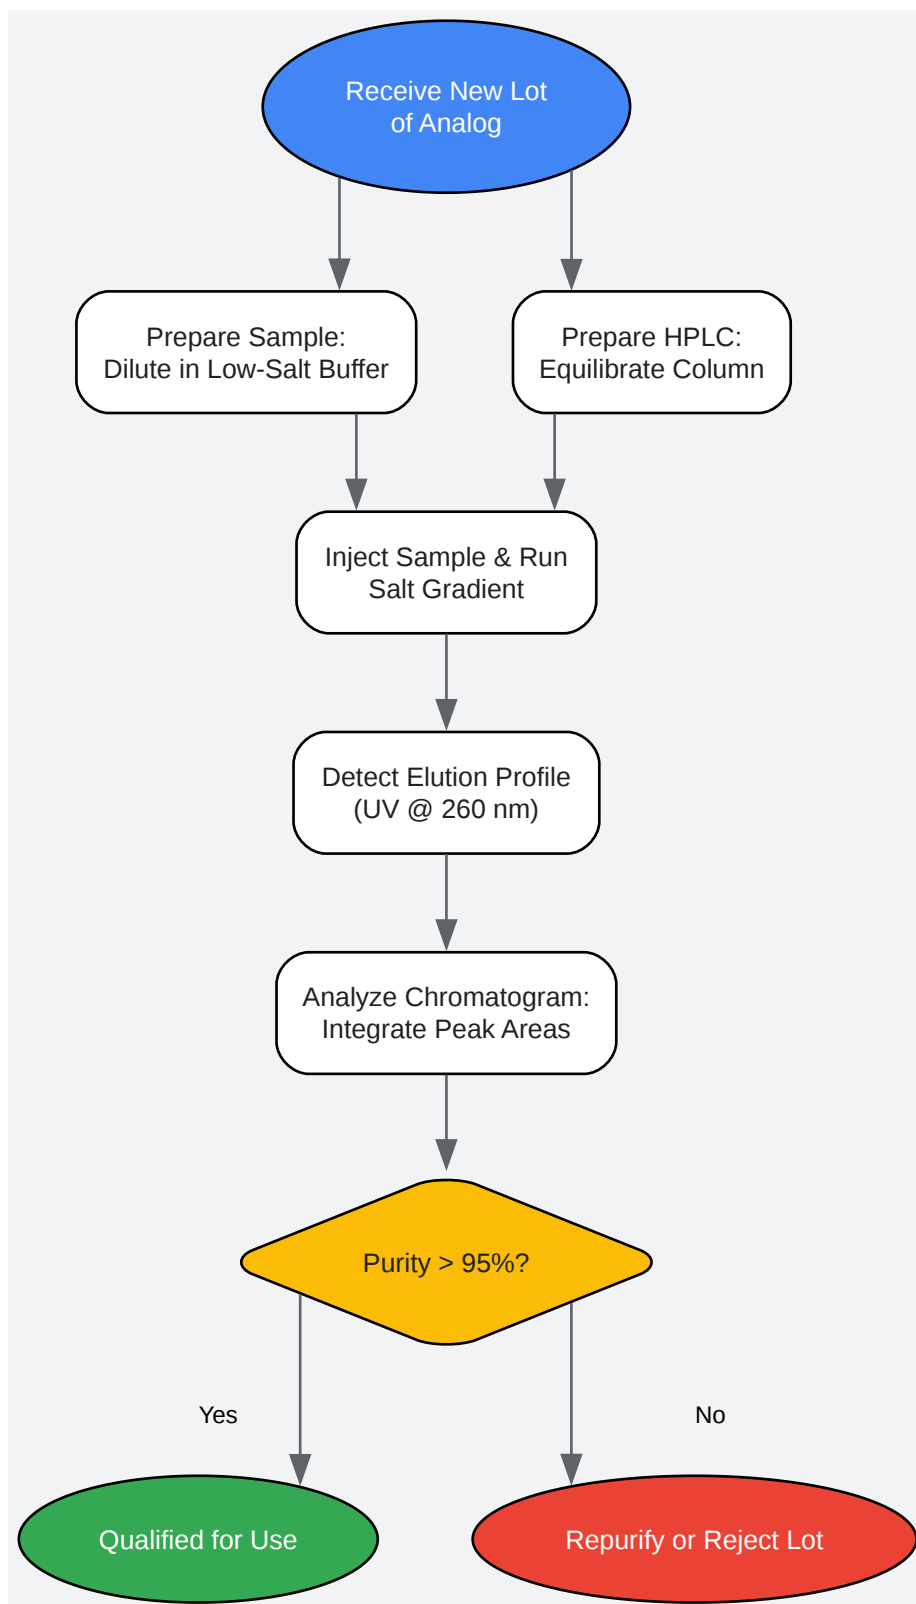 Receive New Lot
of Analog
Prepare Sample:
Dilute in Low-Salt Buffer
Prepare HPLC:
Equilibrate Column
Inject Sample & Run
Salt Gradient
Detect Elution Profile
(UV @ 260 nm)
Analyze Chromatogram:
Integrate Peak Areas
Purity > 95%?
Yes
No
Qualified for Use
Repurify or Reject Lot